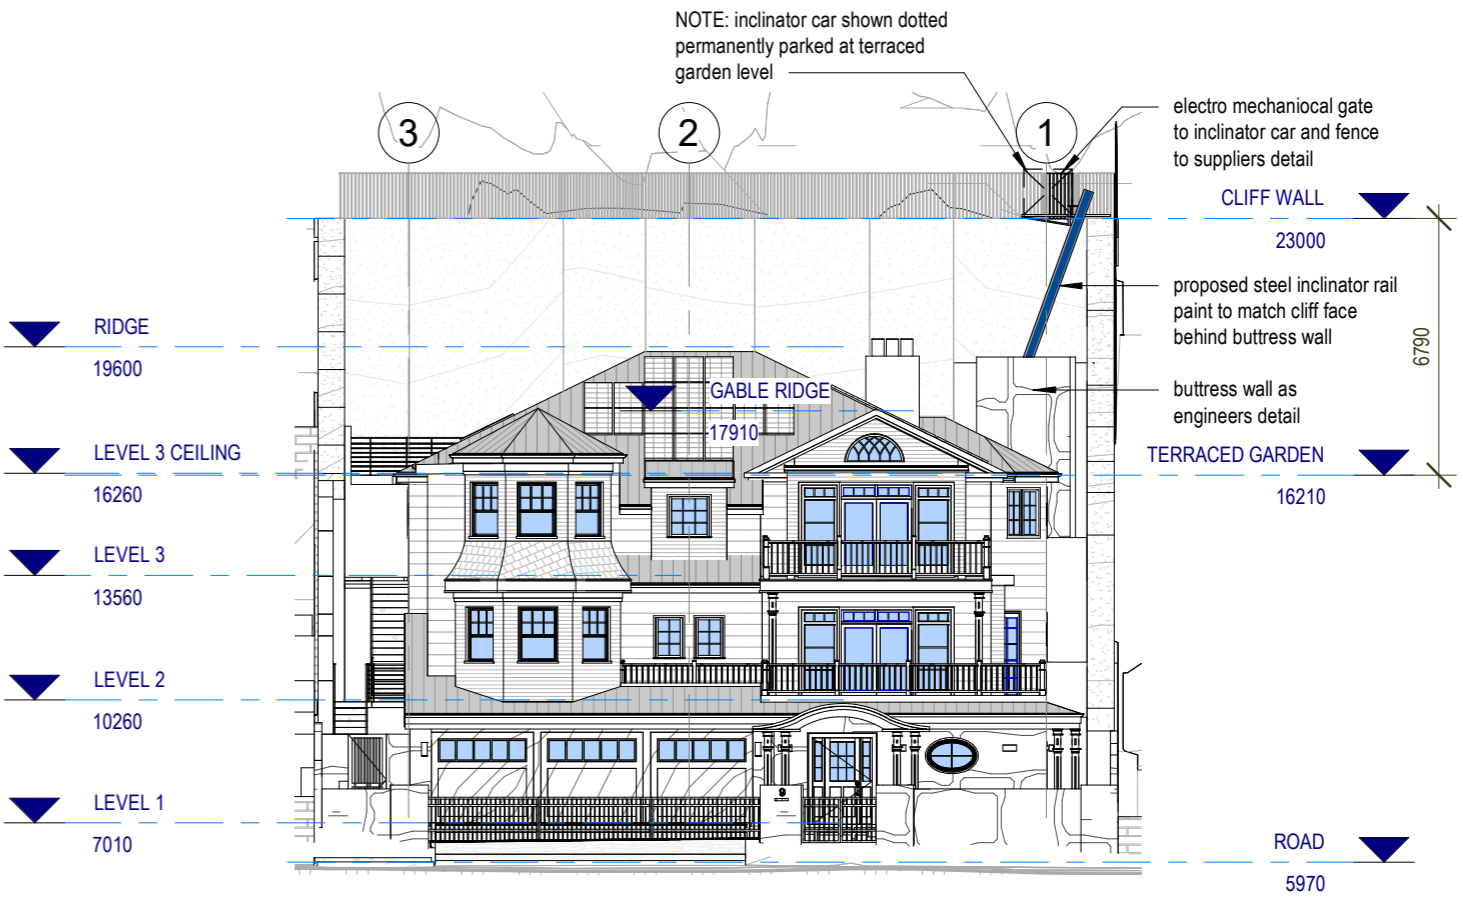 NOTE: inclinator car shown dotted
permanently parked at terraced
garden level
3
2
1
electro mechaniocal gate
to inclinator car and fence
to suppliers detail
CLIFF WALL
23000
proposed steel inclinator rail
paint to match cliff face
behind buttress wall
6790
RIDGE
19600
GABLE RIDGE
17910
buttress wall as
engineers detail
LEVEL 3 CEILING
16260
TERRACED GARDEN
16210
LEVEL 3
13560
LEVEL 2
10260
9
LEVEL 1
7010
ROAD
5970